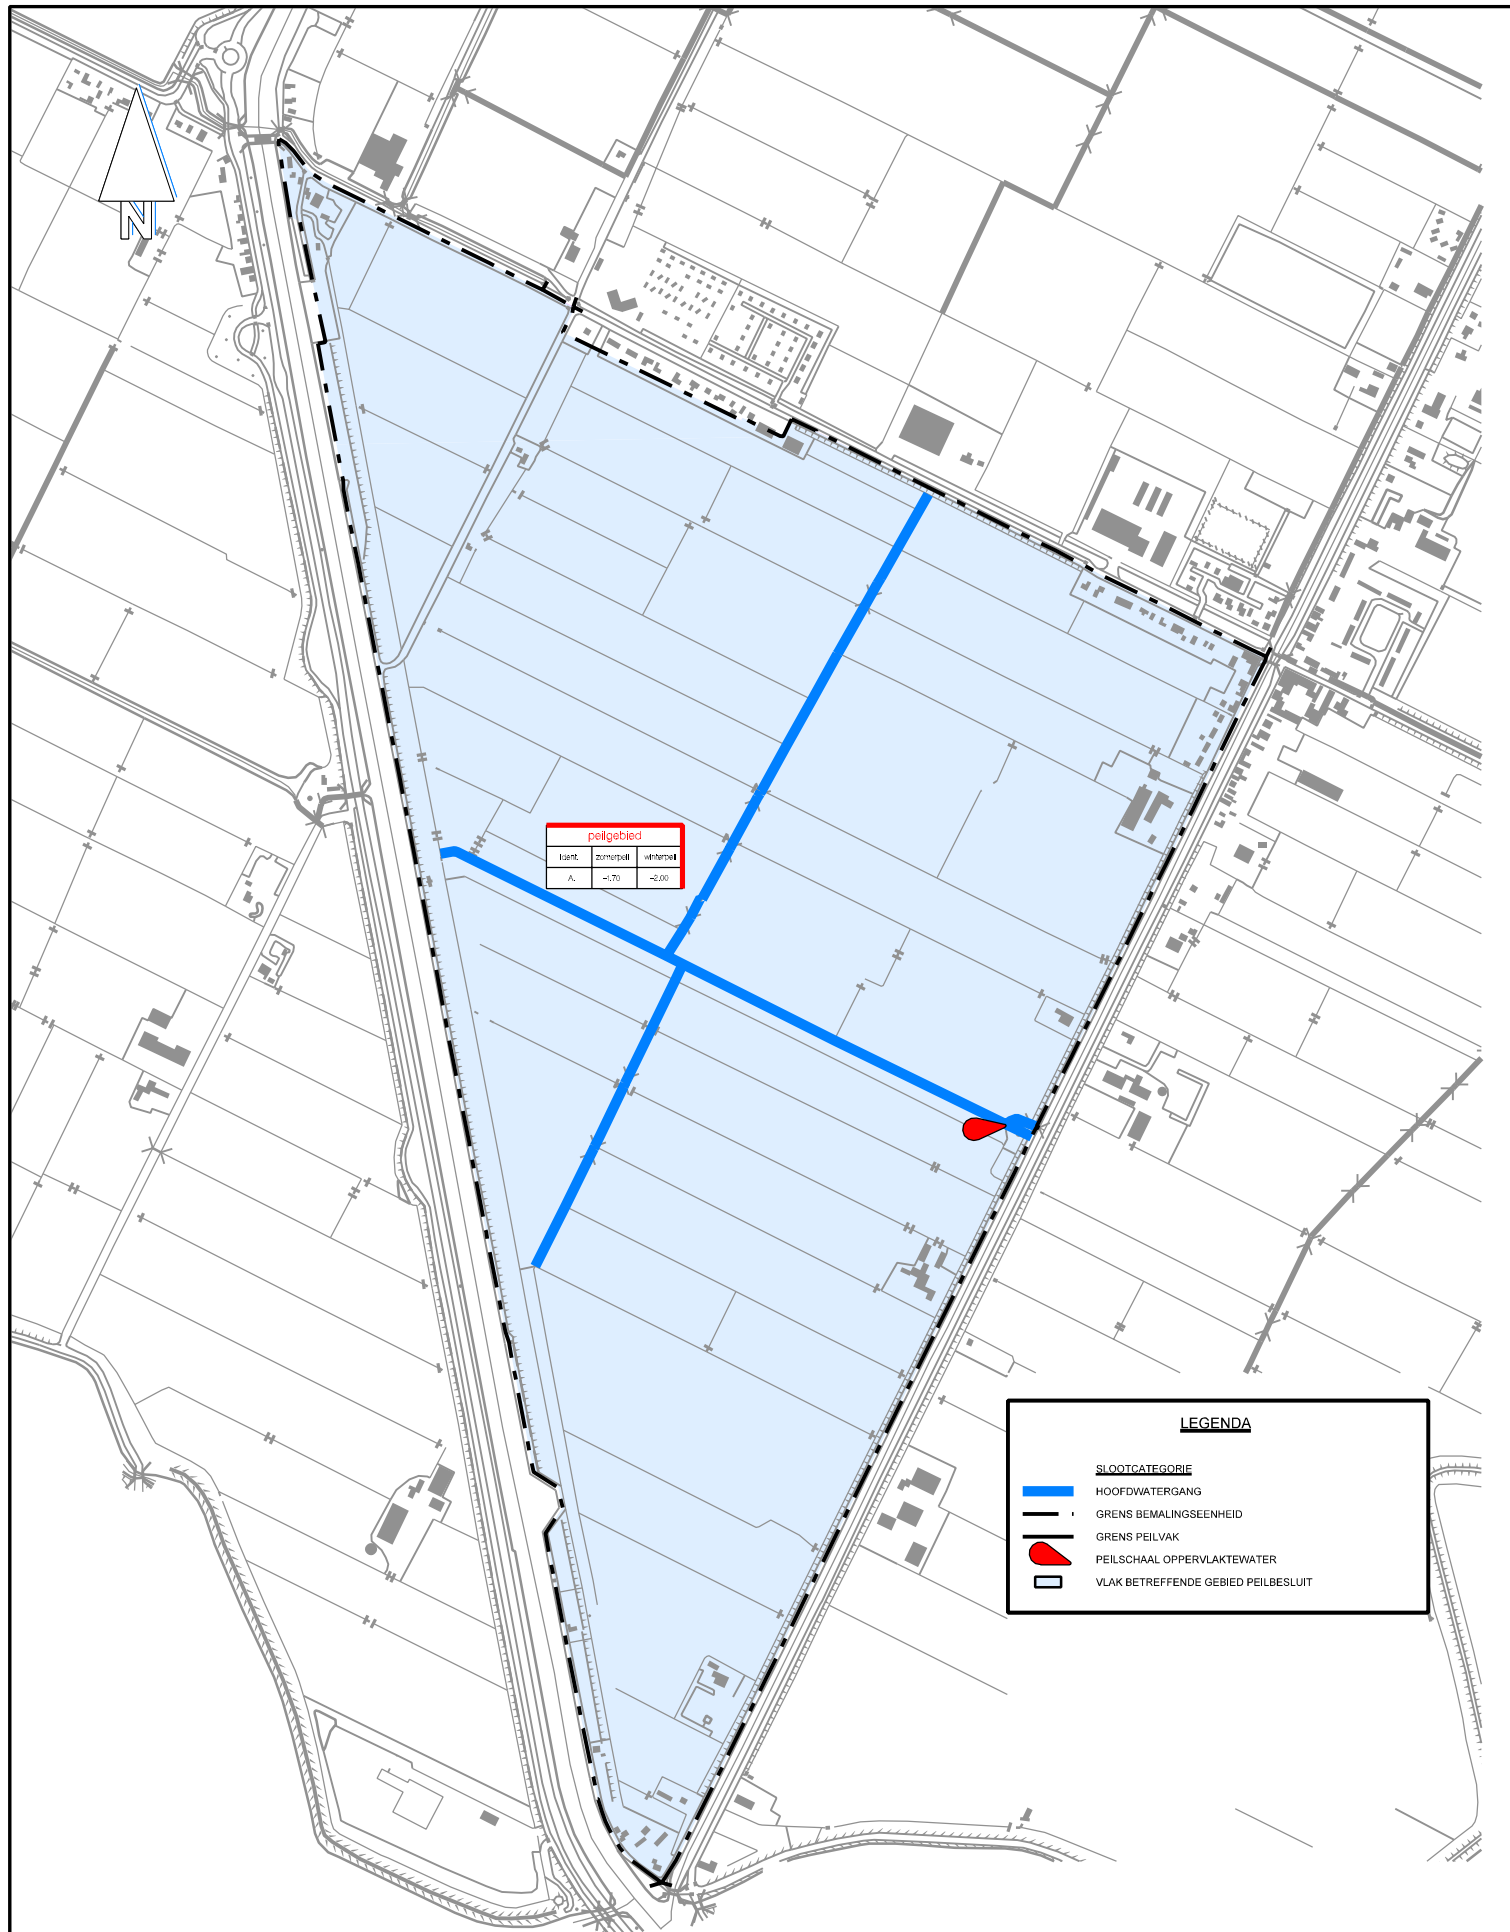 N
peilgebied
Ident. zomerpeil winterpeil
A. -1.70 -2.00
LEGENDA
SLOOTCATEGORIE
HOOFDWATERGANG
GRENS BEMALINGSEENHEID
GRENS PEILVAK
PEILSCHAAL OPPERVLAKTEWATER
VLAK BETREFFENDE GEBIED PEILBESLUIT